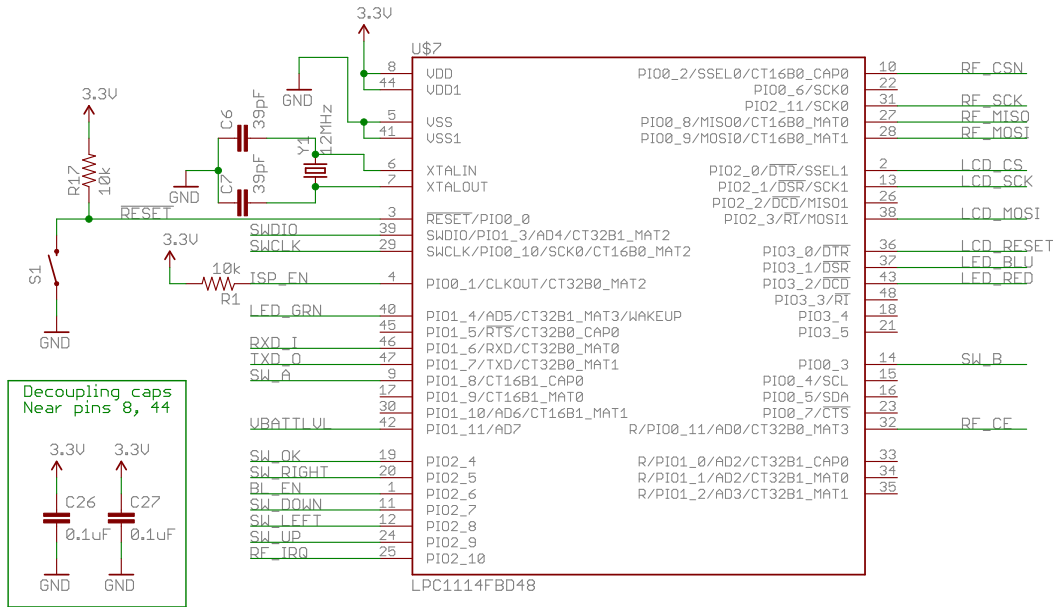 3.3V
U$7
8 VDD PIO0_2/SSEL0/CT16B0_CAP0 10 RF_CSN
44 VDD1 PIO0_6/SCK0 22
GND
PIO2_11/SCK0 31 RF_SCK
3.3V
C6 39pF
5 VSS PIO0_8/MISO0/CT16B0_MAT0 27 RF_MISO
41 VSS1 PIO0_9/MOSI0/CT16B0_MAT1 28 RF_MOSI
Y1 12MHz
R17 10k
6 XTALIN PIO2_0/DTR/SSEL1 2 LCD_CS
C7 39pF
7 XTALOUT PIO2_1/DSR/SCK1 13 LCD_SCK
GND
PIO2_2/DCD/MISO1 26
RESET 3 RESET/PIO0_0 PIO2_3/RI/MOSI1 38 LCD_MOSI
SWDIO 39 SWDIO/PIO1_3/AD4/CT32B1_MAT2
3.3V
SWCLK 29 SWCLK/PIO0_10/SCK0/CT16B0_MAT2 PIO3_0/DTR 36 LCD_RESET
S1
PIO3_1/DSR 37 LED_BLU
10k
R1
ISP_EN 4 PIO0_1/CLKOUT/CT32B0_MAT2 PIO3_2/DCD 43 LED_RED
PIO3_3/RI 48
LED_GRN 40 PIO1_4/AD5/CT32B1_MAT3/WAKEUP PIO3_4 18
45 PIO1_5/RTS/CT32B0_CAP0 PIO3_5 21
GND
RXD_I 46 PIO1_6/RXD/CT32B0_MAT0
TXD_O 47 PIO1_7/TXD/CT32B0_MAT1 PIO0_3 14 SW_B
SW_A 9 PIO1_8/CT16B1_CAP0 PIO0_4/SCL 15
17 PIO1_9/CT16B1_MAT0 PIO0_5/SDA 16
30 PIO1_10/AD6/CT16B1_MAT1 PIO0_7/CTS 23
VBATTLVL 42 PIO1_11/AD7 R/PIO0_11/AD0/CT32B0_MAT3 32 RF_CE
SW_OK 19 PIO2_4 R/PIO1_0/AD2/CT32B1_CAP0 33
SW_RIGHT 20 PIO2_5 R/PIO1_1/AD2/CT32B1_MAT0 34
BL_EN 1 PIO2_6 R/PIO1_2/AD3/CT32B1_MAT1 35
SW_DOWN 11 PIO2_7
SW_LEFT 12 PIO2_8
SW_UP 24 PIO2_9
RF_IRQ 25 PIO2_10
LPC1114FBD48
Decoupling caps
Near pins 8, 44
3.3V 3.3V
C26 C27
0.1uF 0.1uF
GND GND